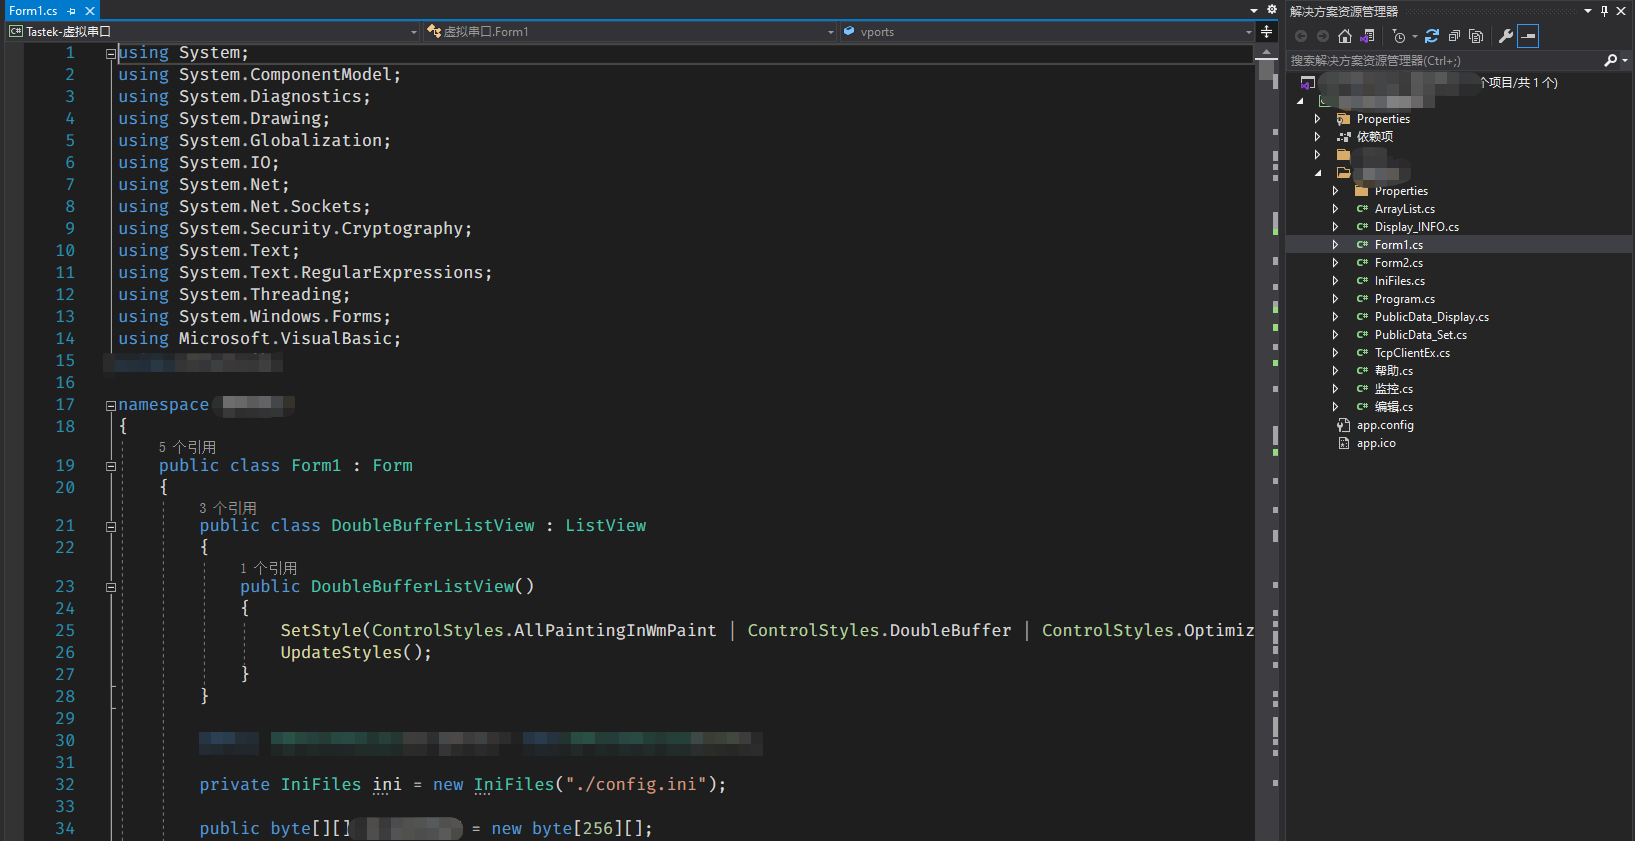 Form1.cs
Tastek-虚拟串口
虚拟串口.Form1
vports
1 using System;
2 using System.ComponentModel;
3 using System.Diagnostics;
4 using System.Drawing;
5 using System.Globalization;
6 using System.IO;
7 using System.Net;
8 using System.Net.Sockets;
9 using System.Security.Cryptography;
10 using System.Text;
11 using System.Text.RegularExpressions;
12 using System.Threading;
13 using System.Windows.Forms;
14 using Microsoft.VisualBasic;
15
16
17 namespace
18 {
5 个引用
19 public class Form1 : Form
20 {
3 个引用
21 public class DoubleBufferListView : ListView
22 {
1 个引用
23 public DoubleBufferListView()
24 {
25 SetStyle(ControlStyles.AllPaintingInWmPaint | ControlStyles.DoubleBuffer | ControlStyles.Optimiz
26 UpdateStyles();
27 }
28 }
29
30
31
32 private IniFiles ini = new IniFiles("./config.ini");
33
34 public byte[][] = new byte[256][];
解决方案资源管理器
搜索解决方案资源管理器(Ctrl+;)
个项目/共 1 个)
Properties
依赖项
Properties
ArrayList.cs
Display_INFO.cs
Form1.cs
Form2.cs
IniFiles.cs
Program.cs
PublicData_Display.cs
PublicData_Set.cs
TcpClientEx.cs
帮助.cs
监控.cs
编辑.cs
app.config
app.ico